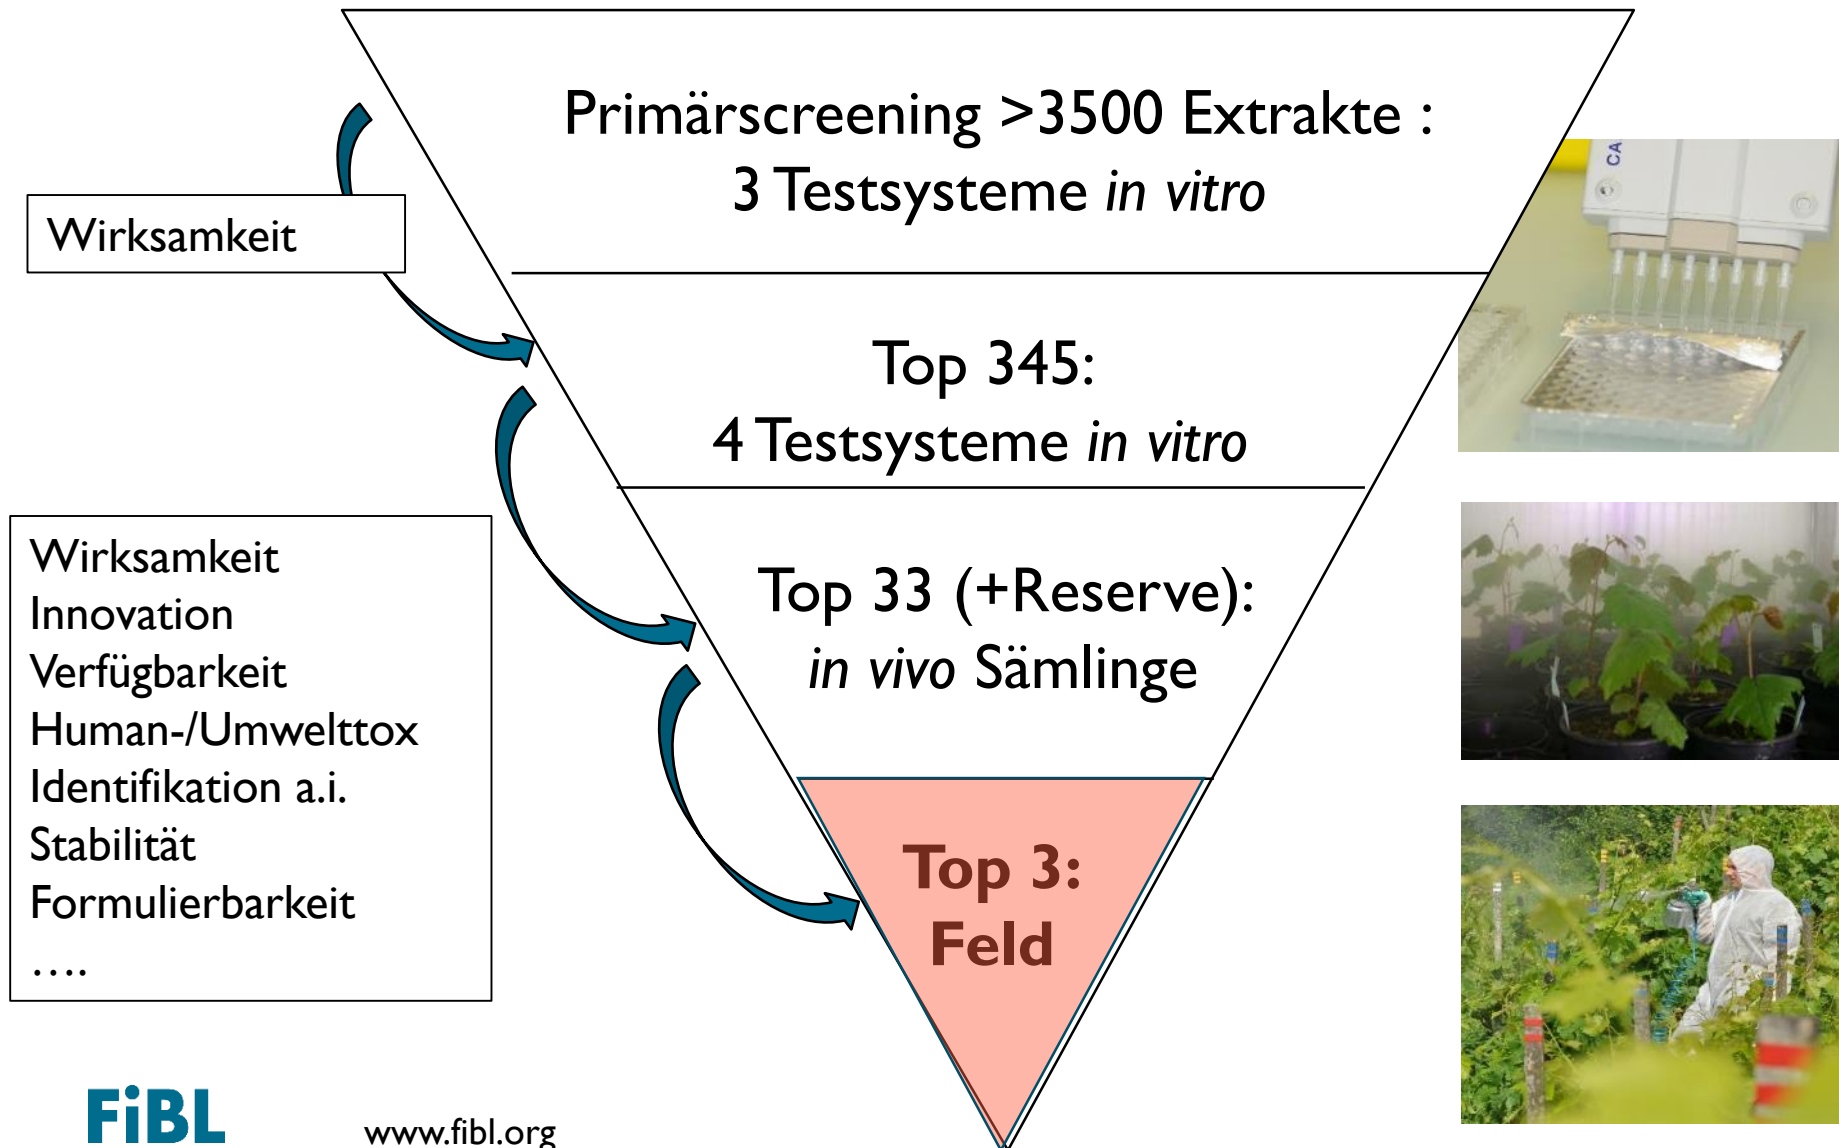 Primärscreening >3500 Extrakte :
3 Testsysteme in vitro
Wirksamkeit
Top 345:
4 Testsysteme in vitro
Top 33 (+Reserve):
in vivo Sämlinge
Wirksamkeit
Innovation
Verfügbarkeit
Human-/Umwelttox
Identifikation a.i.
Stabilität
Formulierbarkeit
....
Top 3:
Feld
CA
FiBL
www.fibl.org